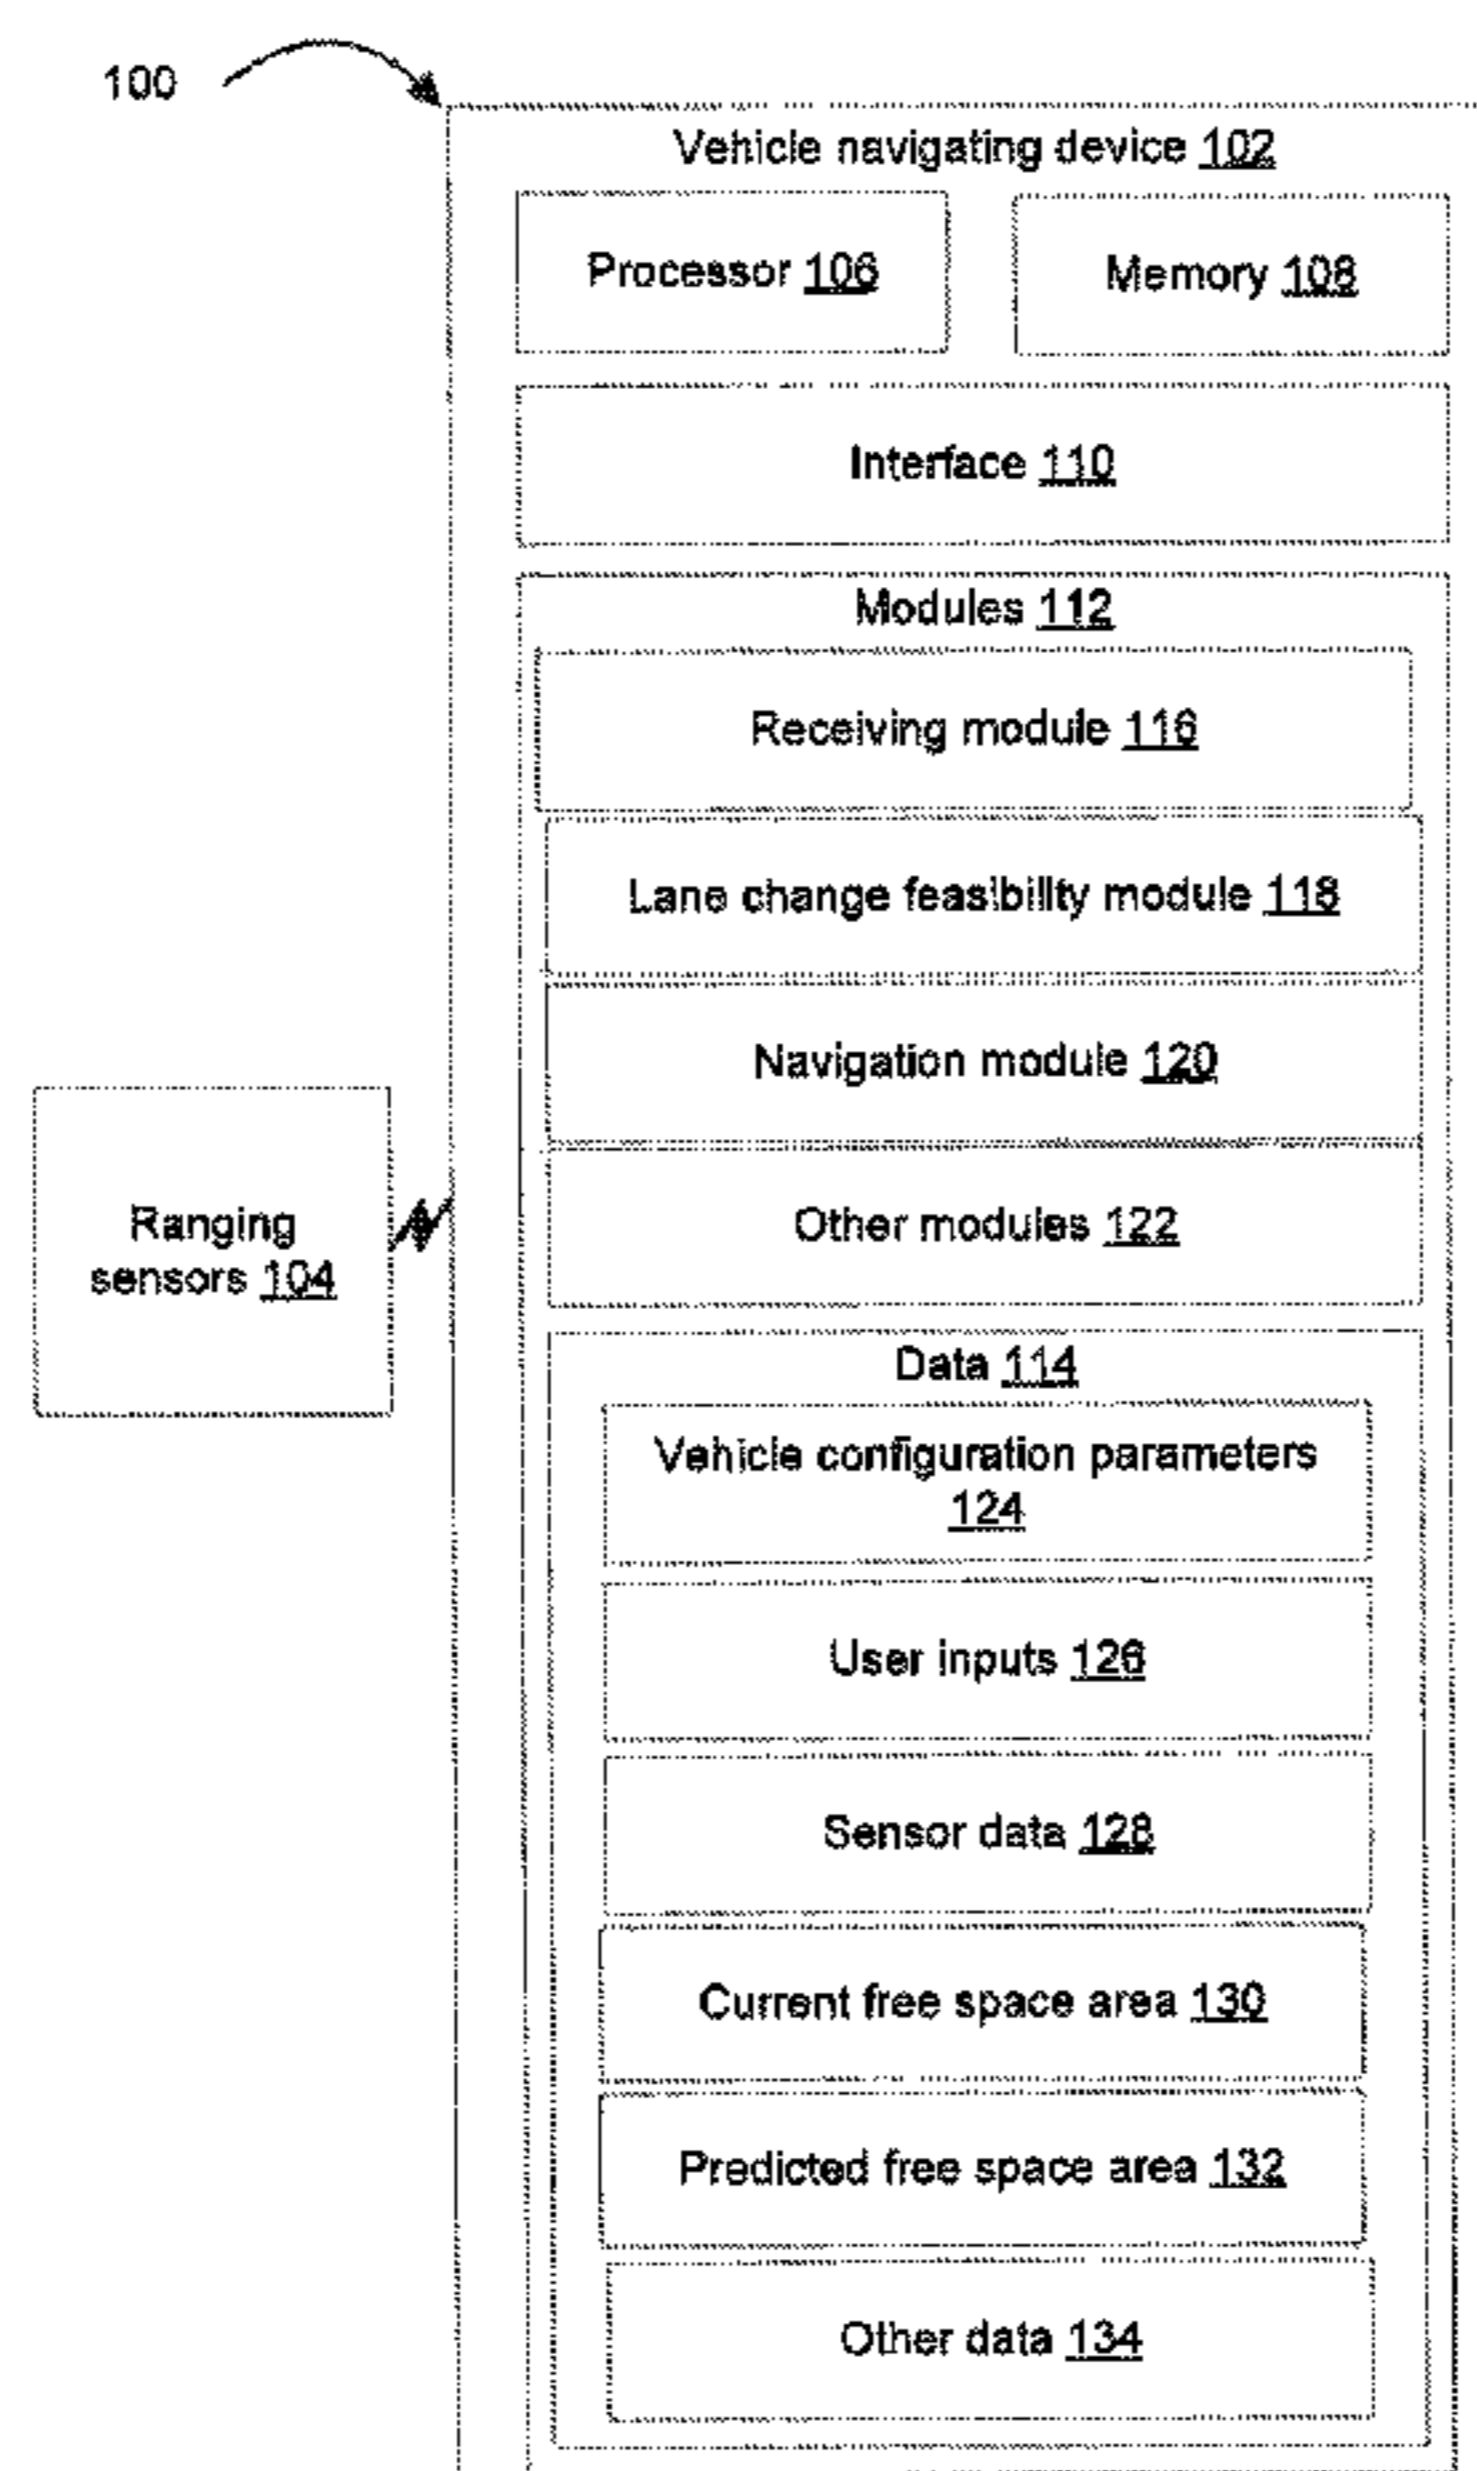 100
Vehicle navigating device 102
Processor 106
Memory 108
Interface 110
Modules 112
Receiving module 116
Lane change feasibility module 118
Navigation module 120
Ranging
sensors 104
Other modules 122
Data 114
Vehicle configuration parameters
124
User inputs 126
Sensor data 128
Current free space area 130
Predicted free space area 132
Other data 134